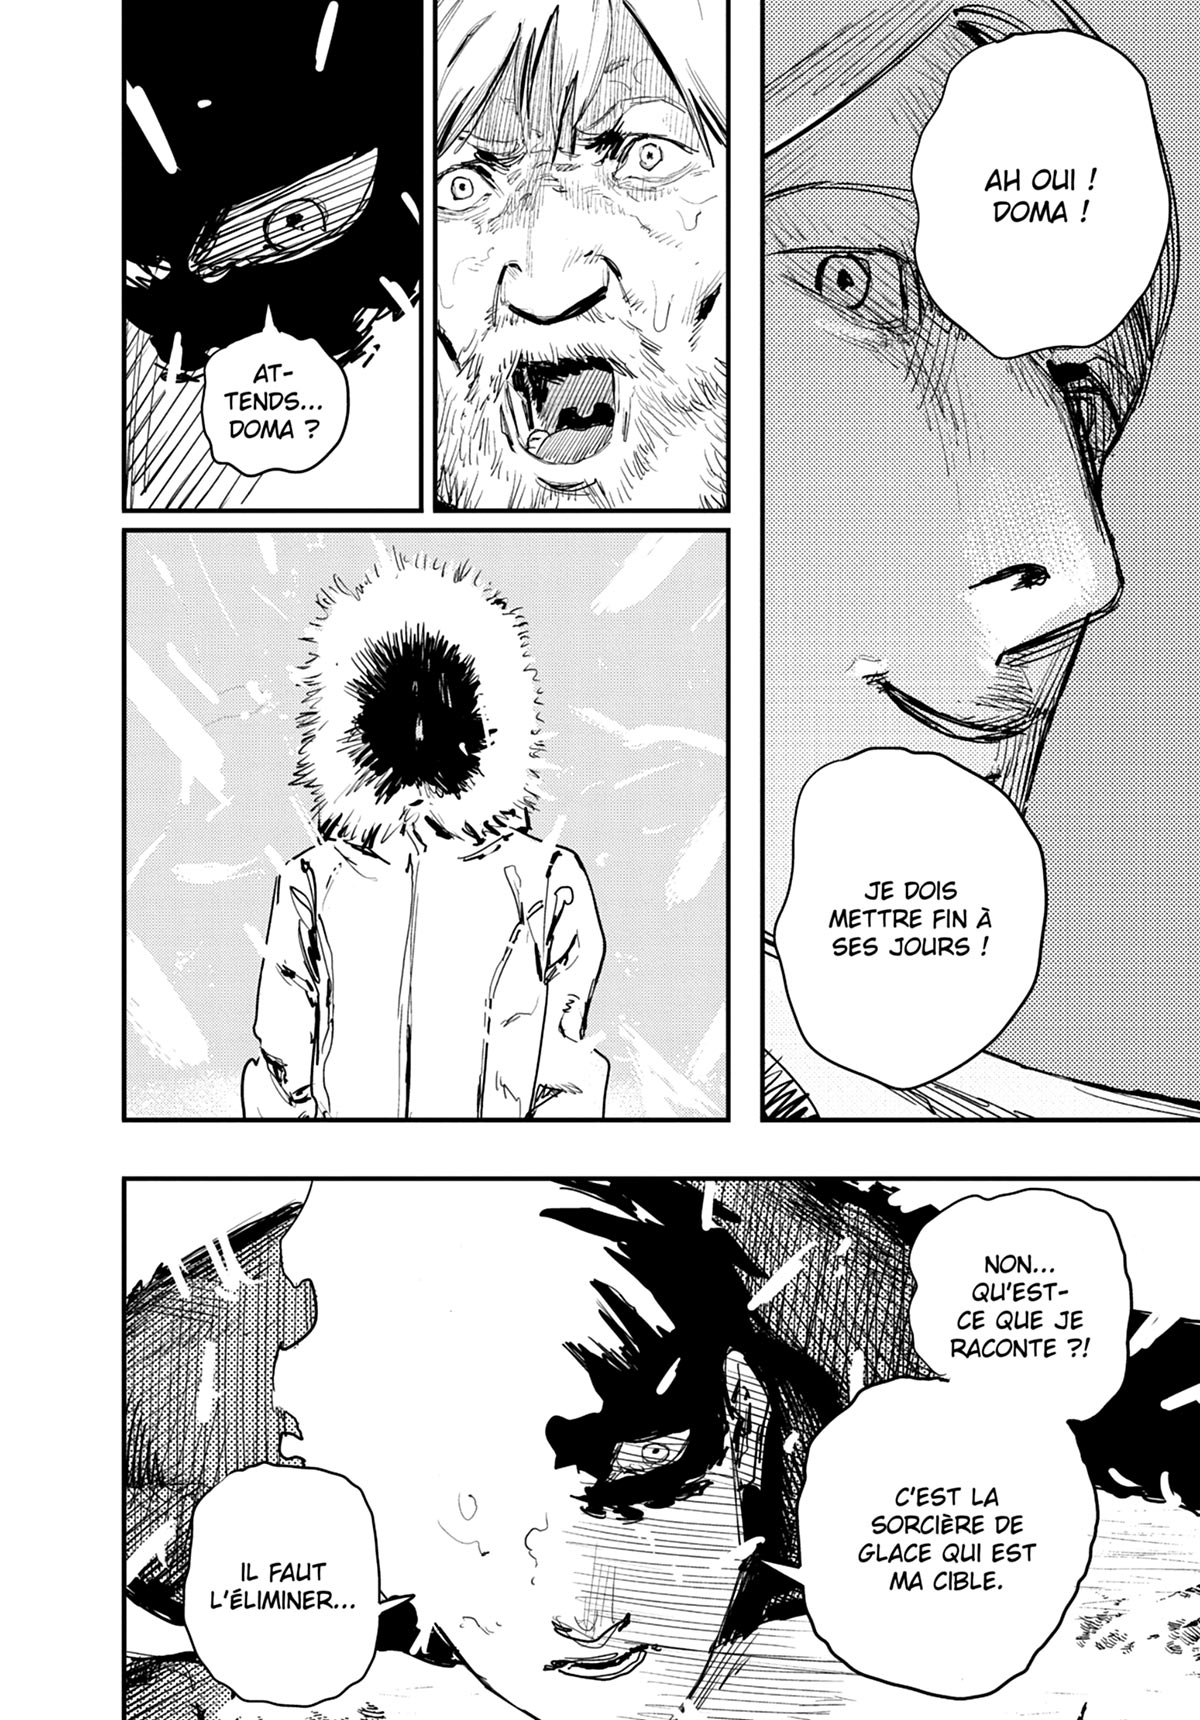 AH OUI !
DOMA !
JE DOIS
METTRE FIN À
SES JOURS !
AT-
TENDS...
DOMA ?
NON...
QU'EST-
CE QUE JE
RACONTE ?!
C'EST LA
SORCIÈRE DE
GLACE QUI EST
MA CIBLE.
IL FAUT
L'ÉLIMINER...